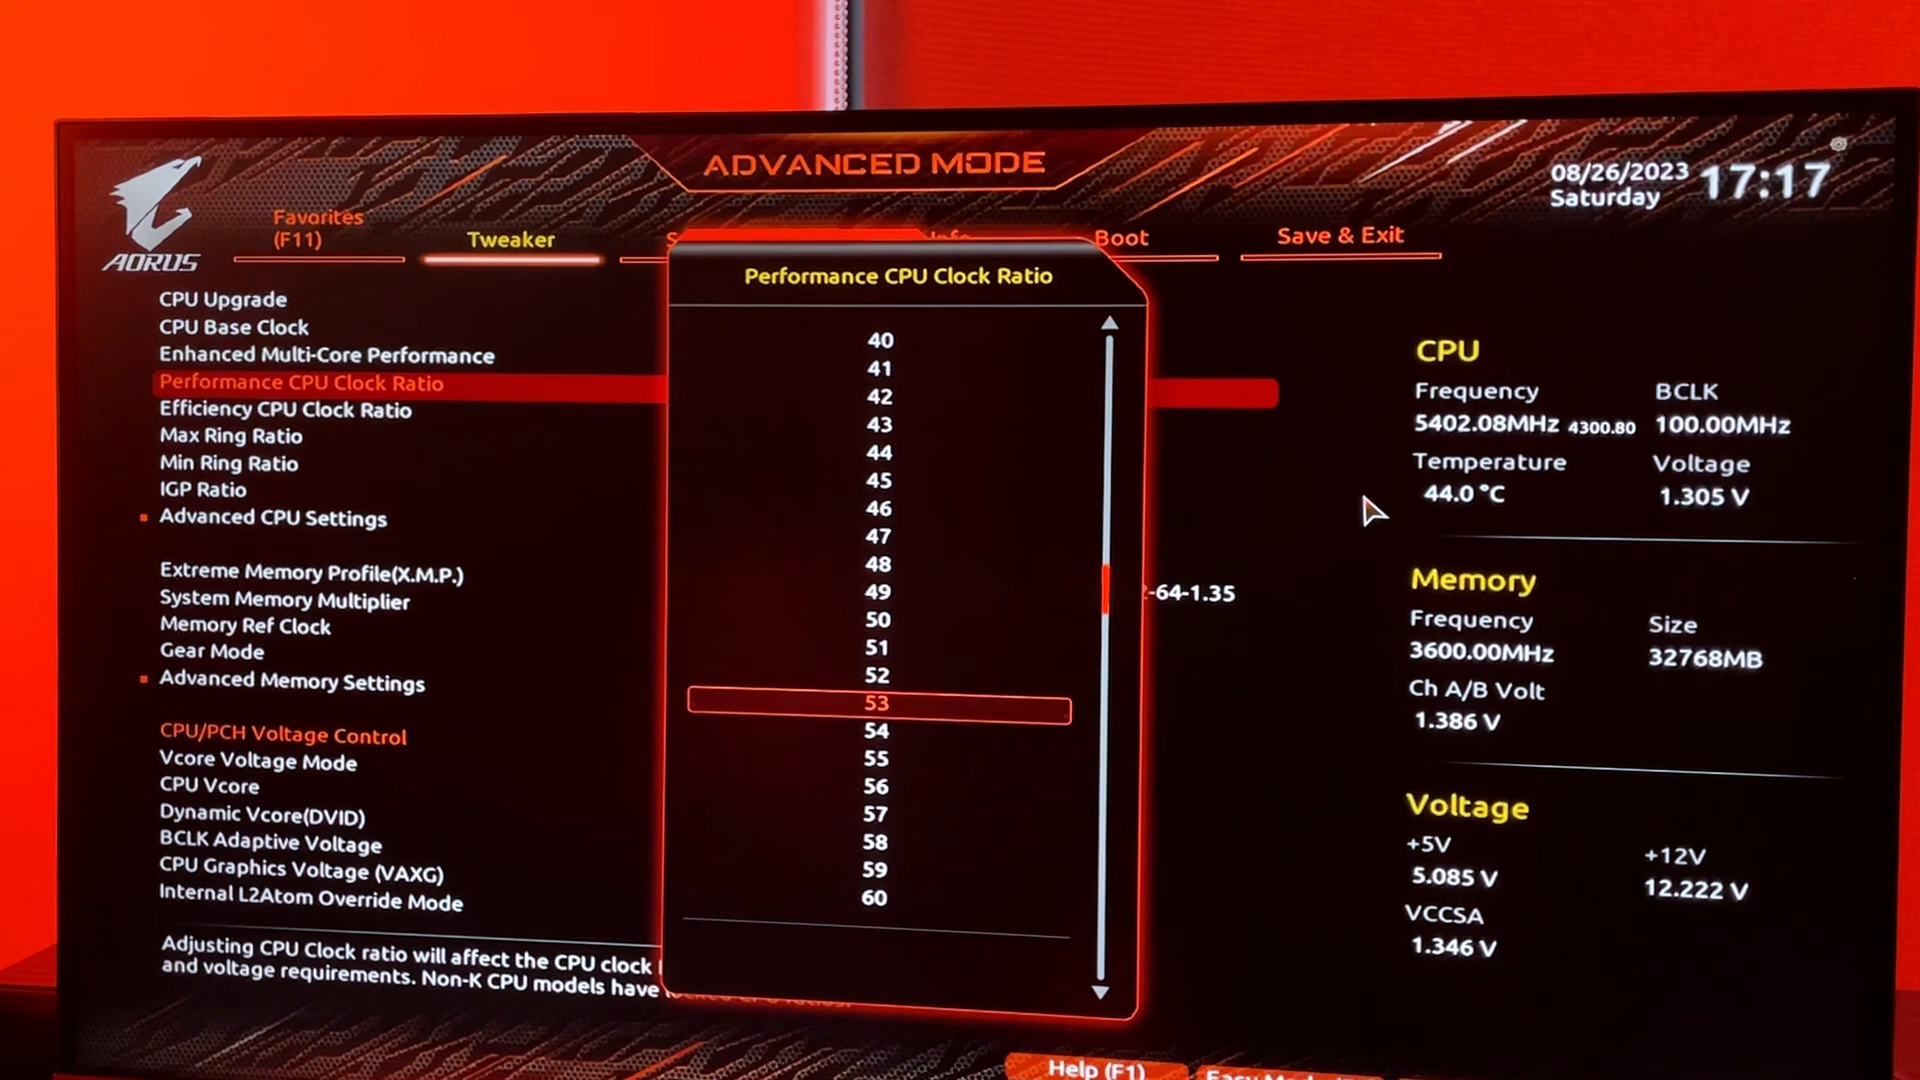 ADVANCED MODE
08/26/2023
Saturday
17:17
AORUS
Favorites
(F11)
Tweaker
Boot
Save & Exit
CPU Upgrade
CPU Base Clock
Enhanced Multi-Core Performance
Performance CPU Clock Ratio
Efficiency CPU Clock Ratio
Max Ring Ratio
Min Ring Ratio
IGP Ratio
Advanced CPU Settings
Extreme Memory Profile(X.M.P.)
System Memory Multiplier
Memory Ref Clock
Gear Mode
Advanced Memory Settings
CPU/PCH Voltage Control
Vcore Voltage Mode
CPU Vcore
Dynamic Vcore(DVID)
BCLK Adaptive Voltage
CPU Graphics Voltage (VAXG)
Internal L2Atom Override Mode
Adjusting CPU Clock ratio will affect the CPU clock
and voltage requirements. Non-K CPU models have
Performance CPU Clock Ratio
40
41
42
43
44
45
46
47
48
49
50
51
52
53
54
55
56
57
58
59
60
-64-1.35
CPU
Frequency BCLK
5402.08MHz 4300.80 100.00MHz
Temperature Voltage
44.0 °C 1.305 V
Memory
Frequency Size
3600.00MHz 32768MB
Ch A/B Volt
1.386 V
Voltage
+5V +12V
5.085 V 12.222 V
VCCSA
1.346 V
Help (F1)